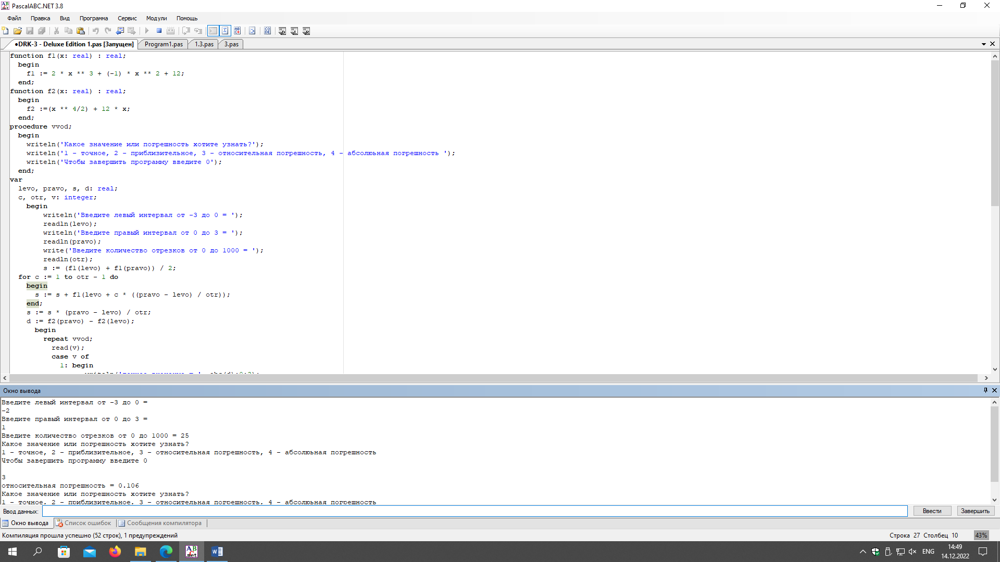 PascalABC.NET 3.8
Файл Правка Вид Программа Сервис Модули Помощь
•DRK-3 - Deluxe Edition 1.pas [Запущен] Program1.pas 1.3.pas 3.pas
function f1(x: real) : real;
begin
f1 := 2 * x ** 3 + (-1) * x ** 2 + 12;
end;
function f2(x: real) : real;
begin
f2 :=(x ** 4/2) + 12 * x;
end;
procedure vvod;
begin
writeln('Какое значение или погрешность хотите узнать?');
writeln('1 - точное, 2 - приблизительное, 3 - относительная погрешность, 4 - абсолюьная погрешность ');
writeln('Чтобы завершить программу введите 0');
end;
var
levo, pravo, s, d: real;
c, otr, v: integer;
begin
writeln('Введите левый интервал от -3 до 0 = ');
readln(levo);
writeln('Введите правый интервал от 0 до 3 = ');
readln(pravo);
write('Введите количество отрезков от 0 до 1000 = ');
readln(otr);
s := (f1(levo) + f1(pravo)) / 2;
for c := 1 to otr - 1 do
begin
s := s + f1(levo + c * ((pravo - levo) / otr));
end;
s := s * (pravo - levo) / otr;
d := f2(pravo) - f2(levo);
begin
repeat vvod;
read(v);
case v of
1: begin
Окно вывода
Введите левый интервал от -3 до 0 =
-2
Введите правый интервал от 0 до 3 =
1
Введите количество отрезков от 0 до 1000 = 25
Какое значение или погрешность хотите узнать?
1 - точное, 2 - приблизительное, 3 - относительная погрешность, 4 - абсолюьная погрешность
Чтобы завершить программу введите 0
3
относительная погрешность = 0.106
Какое значение или погрешность хотите узнать?
1 - точное, 2 - приблизительное, 3 - относительная погрешность, 4 - абсолюьная погрешность
Ввод данных: Ввести Завершить
Окно вывода Список ошибок Сообщения компилятора
Компиляция прошла успешно (52 строк), 1 предупреждений Строка 27 Столбец 10 43%
ENG 14:49
14.12.2022